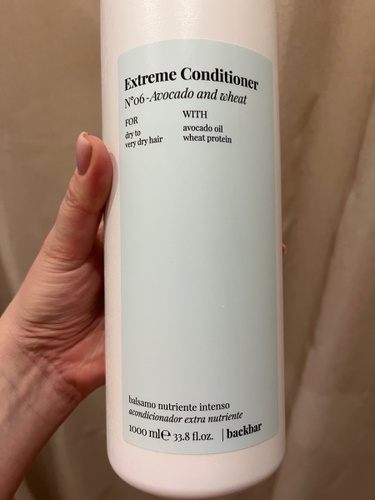 Extreme Conditioner
N°06 - Avocado and wheat
FOR
dry to
very dry hair
WITH
avocado oil
wheat protein
balsamo nutriente intenso
acondicionador extra nutriente
1000 ml ℮ 33.8 fl.oz. | backbar